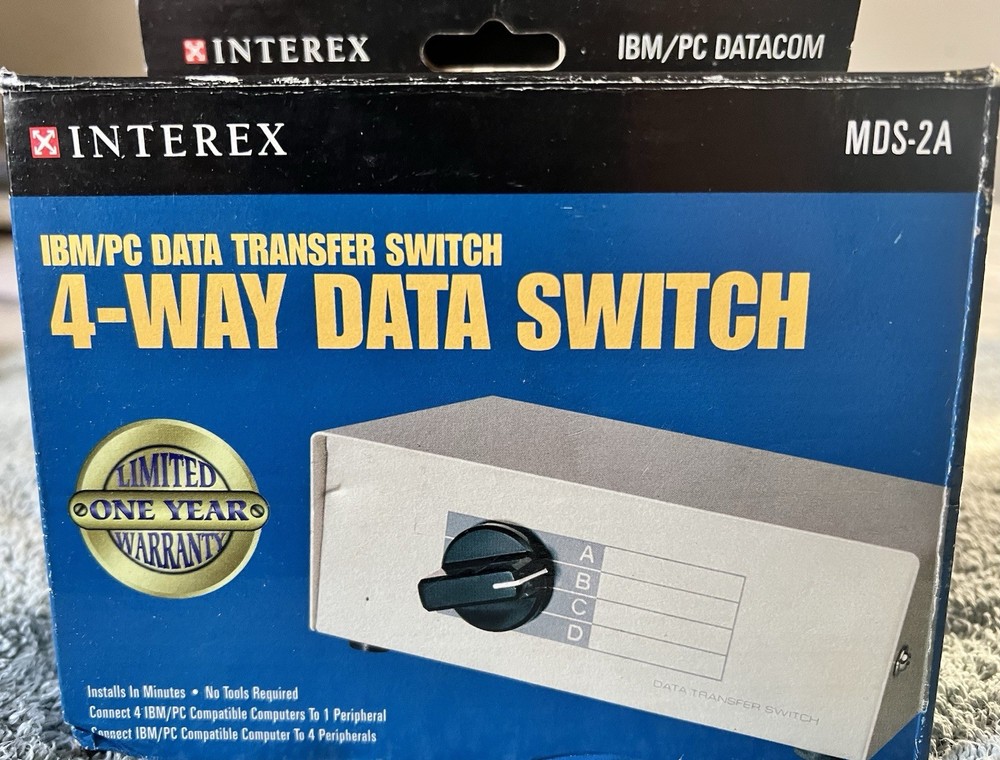 INTEREX
IBM/PC DATACOM
INTEREX
MDS-2A
IBM/PC DATA TRANSFER SWITCH
4-WAY DATA SWITCH
LIMITED
ONE YEAR
WARRANTY
A
B
C
D
DATA TRANSFER SWITCH
Installs In Minutes • No Tools Required
Connect 4 IBM/PC Compatible Computers To 1 Peripheral
Connect IBM/PC Compatible Computer To 4 Peripherals